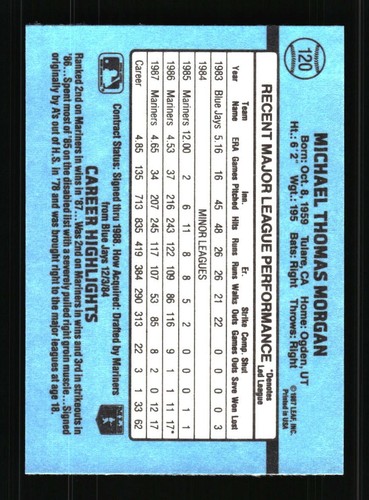 120
MICHAEL THOMAS MORGAN
Born: Oct. 8, 1959 Tulare, CA Home: Ogden, UT
Ht.: 6'2" Wgt.: 195 Bats: Right Throws: Right
© 1987 LEAF, INC.
Printed in USA
RECENT MAJOR LEAGUE PERFORMANCE *Denotes Led League
Team Inn. Er. Strike Comp. Shut
Year Name ERA Games Pitched Hits Runs Runs Walks Outs Games Outs Save Won Lost
1983 Blue Jays 5.16 16 45 48 26 26 21 22 0 0 0 0 3
1984 MINOR LEAGUES
1985 Mariners 12.00 2 6 11 8 8 5 2 0 0 0 1 1
1986 Mariners 4.53 37 216 243 122 109 86 116 9 1 1 11 17*
1987 Mariners 4.65 34 207 245 117 107 53 85 8 2 0 12 17
Career 4.85 135 713 835 419 384 290 313 22 3 1 33 62
Contract Status: Signed thru 1988. How Acquired: Drafted by Mariners
from Blue Jays 12/3/84
CAREER HIGHLIGHTS
Ranked 2nd on Mariners in wins in '87...Was 2nd on Mariners in wins and 3rd in strikeouts in
'86...Spent most of '85 on the disabled list with a severely pulled right groin muscle...Signed
originally by A's out of H.S. in '78 and was brought right to the major leagues at age 18.